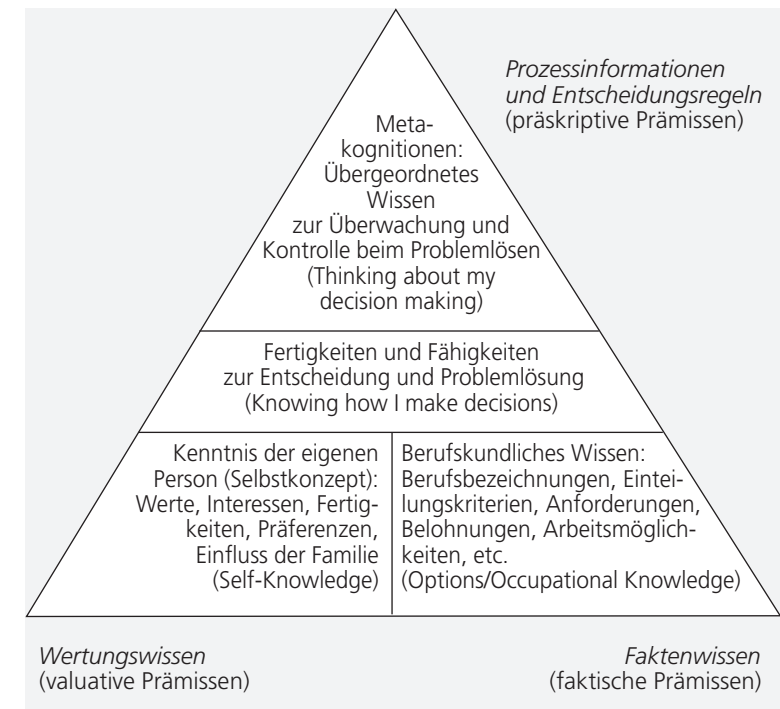 Prozessinformationen
und Entscheidungsregeln
(präskriptive Prämissen)
Meta-
kognitionen:
Übergeordnetes
Wissen
zur Überwachung und
Kontrolle beim Problemlösen
(Thinking about my
decision making)
Fertigkeiten und Fähigkeiten
zur Entscheidung und Problemlösung
(Knowing how I make decisions)
Kenntnis der eigenen
Person (Selbstkonzept):
Werte, Interessen, Fertig-
keiten, Präferenzen,
Einfluss der Familie
(Self-Knowledge)
Berufskundliches Wissen:
Berufsbezeichnungen, Eintei-
lungskriterien, Anforderungen,
Belohnungen, Arbeitsmöglich-
keiten, etc.
(Options/Occupational Knowledge)
Wertungswissen
(valuative Prämissen)
Faktenwissen
(faktische Prämissen)